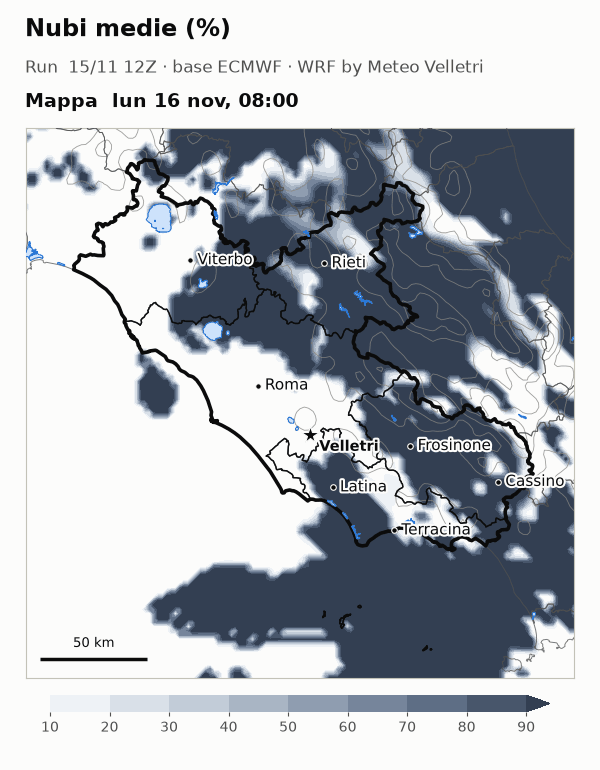 Nubi medie (%)
Run  15/11 12Z · base ECMWF · WRF by Meteo Velletri
Mappa  lun 16 nov, 08:00
Viterbo
Rieti
Roma
Velletri
Frosinone
Latina
Cassino
Terracina
50 km
10 20 30 40 50 60 70 80 90